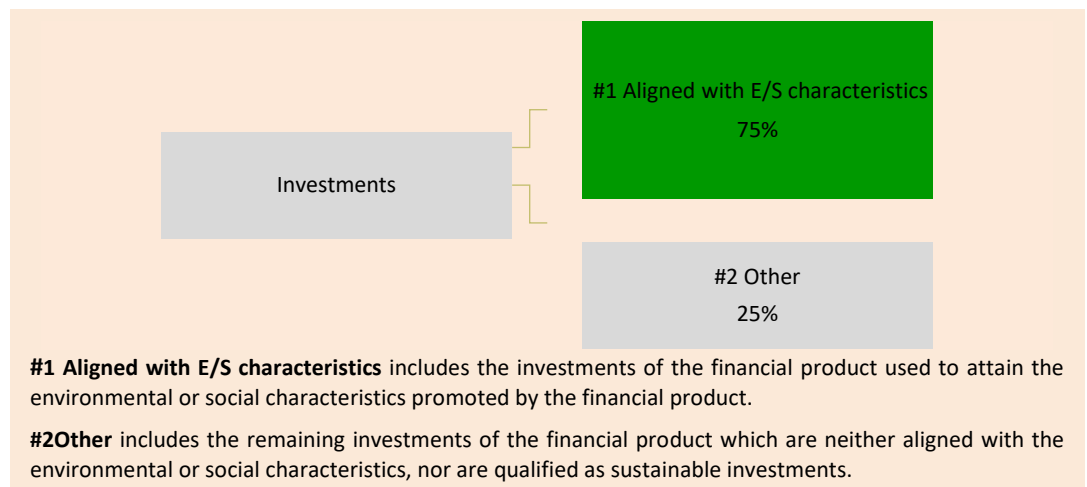 #1 Aligned with E/S characteristics
75%
Investments
#2 Other
25%
#1 Aligned with E/S characteristics includes the investments of the financial product used to attain the
environmental or social characteristics promoted by the financial product.
#2Other includes the remaining investments of the financial product which are neither aligned with the
environmental or social characteristics, nor are qualified as sustainable investments.